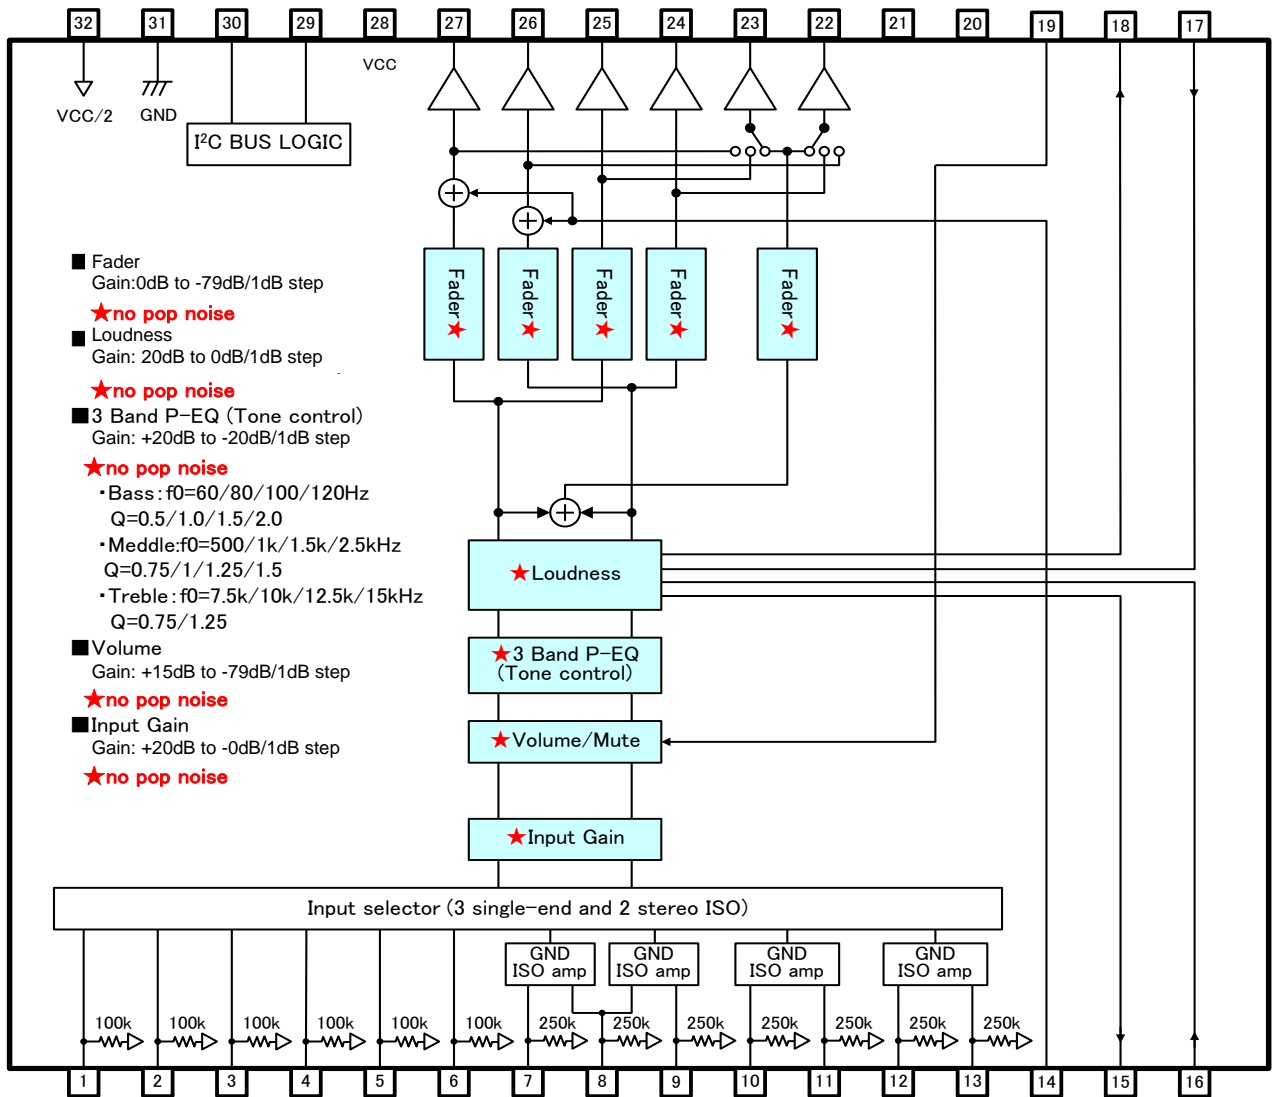 32 31 30 29 28 27 26 25 24 23 22 21 20 19 18 17
VCC
VCC/2 GND
I²C BUS LOGIC
Fader Fader Fader Fader Fader
■ Fader
Gain:0dB to -79dB/1dB step
★no pop noise
■ Loudness
Gain: 20dB to 0dB/1dB step
★no pop noise
■3 Band P-EQ (Tone control)
Gain: +20dB to -20dB/1dB step
★no pop noise
・Bass:f0=60/80/100/120Hz
Q=0.5/1.0/1.5/2.0
・Meddle:f0=500/1k/1.5k/2.5kHz
Q=0.75/1/1.25/1.5
・Treble:f0=7.5k/10k/12.5k/15kHz
Q=0.75/1.25
■Volume
Gain: +15dB to -79dB/1dB step
★no pop noise
■Input Gain
Gain: +20dB to -0dB/1dB step
★no pop noise
★Loudness
★3 Band P-EQ
(Tone control)
★Volume/Mute
★Input Gain
Input selector (3 single-end and 2 stereo ISO)
GND
ISO amp
GND
ISO amp
GND
ISO amp
GND
ISO amp
100k 100k 100k 100k 100k 100k 250k 250k 250k 250k 250k 250k 250k
1 2 3 4 5 6 7 8 9 10 11 12 13 14 15 16